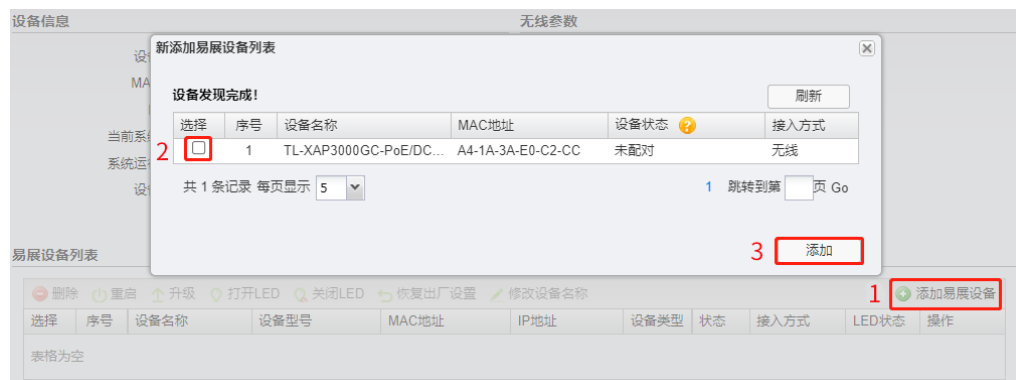 设备信息 无线参数
新添加易展设备列表
设
MA
当前系
系统运
设
设备发现完成!
刷新
选择 序号 设备名称 MAC地址 设备状态 接入方式
2 1 TL-XAP3000GC-PoE/DC... A4-1A-3A-E0-C2-CC 未配对 无线
共 1 条记录 每页显示 5 1 跳转到第 页 Go
3 添加
易展设备列表
删除 重启 升级 打开LED 关闭LED 恢复出厂设置 修改设备名称 1 添加易展设备
选择 序号 设备名称 设备型号 MAC地址 IP地址 设备类型 状态 接入方式 LED状态 操作
表格为空